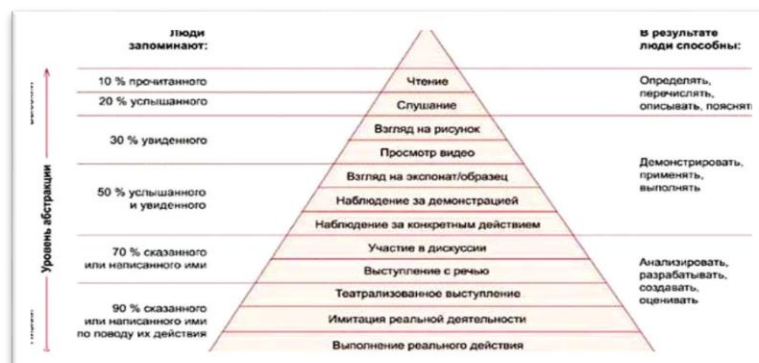 Люди
запоминают:
10 % прочитанного
20 % услышанного
30 % увиденного
50 % услышанного
и увиденного
70 % сказанного
или написанного ими
90 % сказанного
или написанного ими
по поводу их действия
Уровень абстракции
Чтение
Слушание
Взгляд на рисунок
Просмотр видео
Взгляд на экспонат/образец
Наблюдение за демонстрацией
Наблюдение за конкретным действием
Участие в дискуссии
Выступление с речью
Театрализованное выступление
Имитация реальной деятельности
Выполнение реального действия
В результате
люди способны:
Определять,
перечислять,
описывать, пояснят
Демонстрировать,
применять,
выполнять
Анализировать,
разрабатывать,
создавать,
оценивать